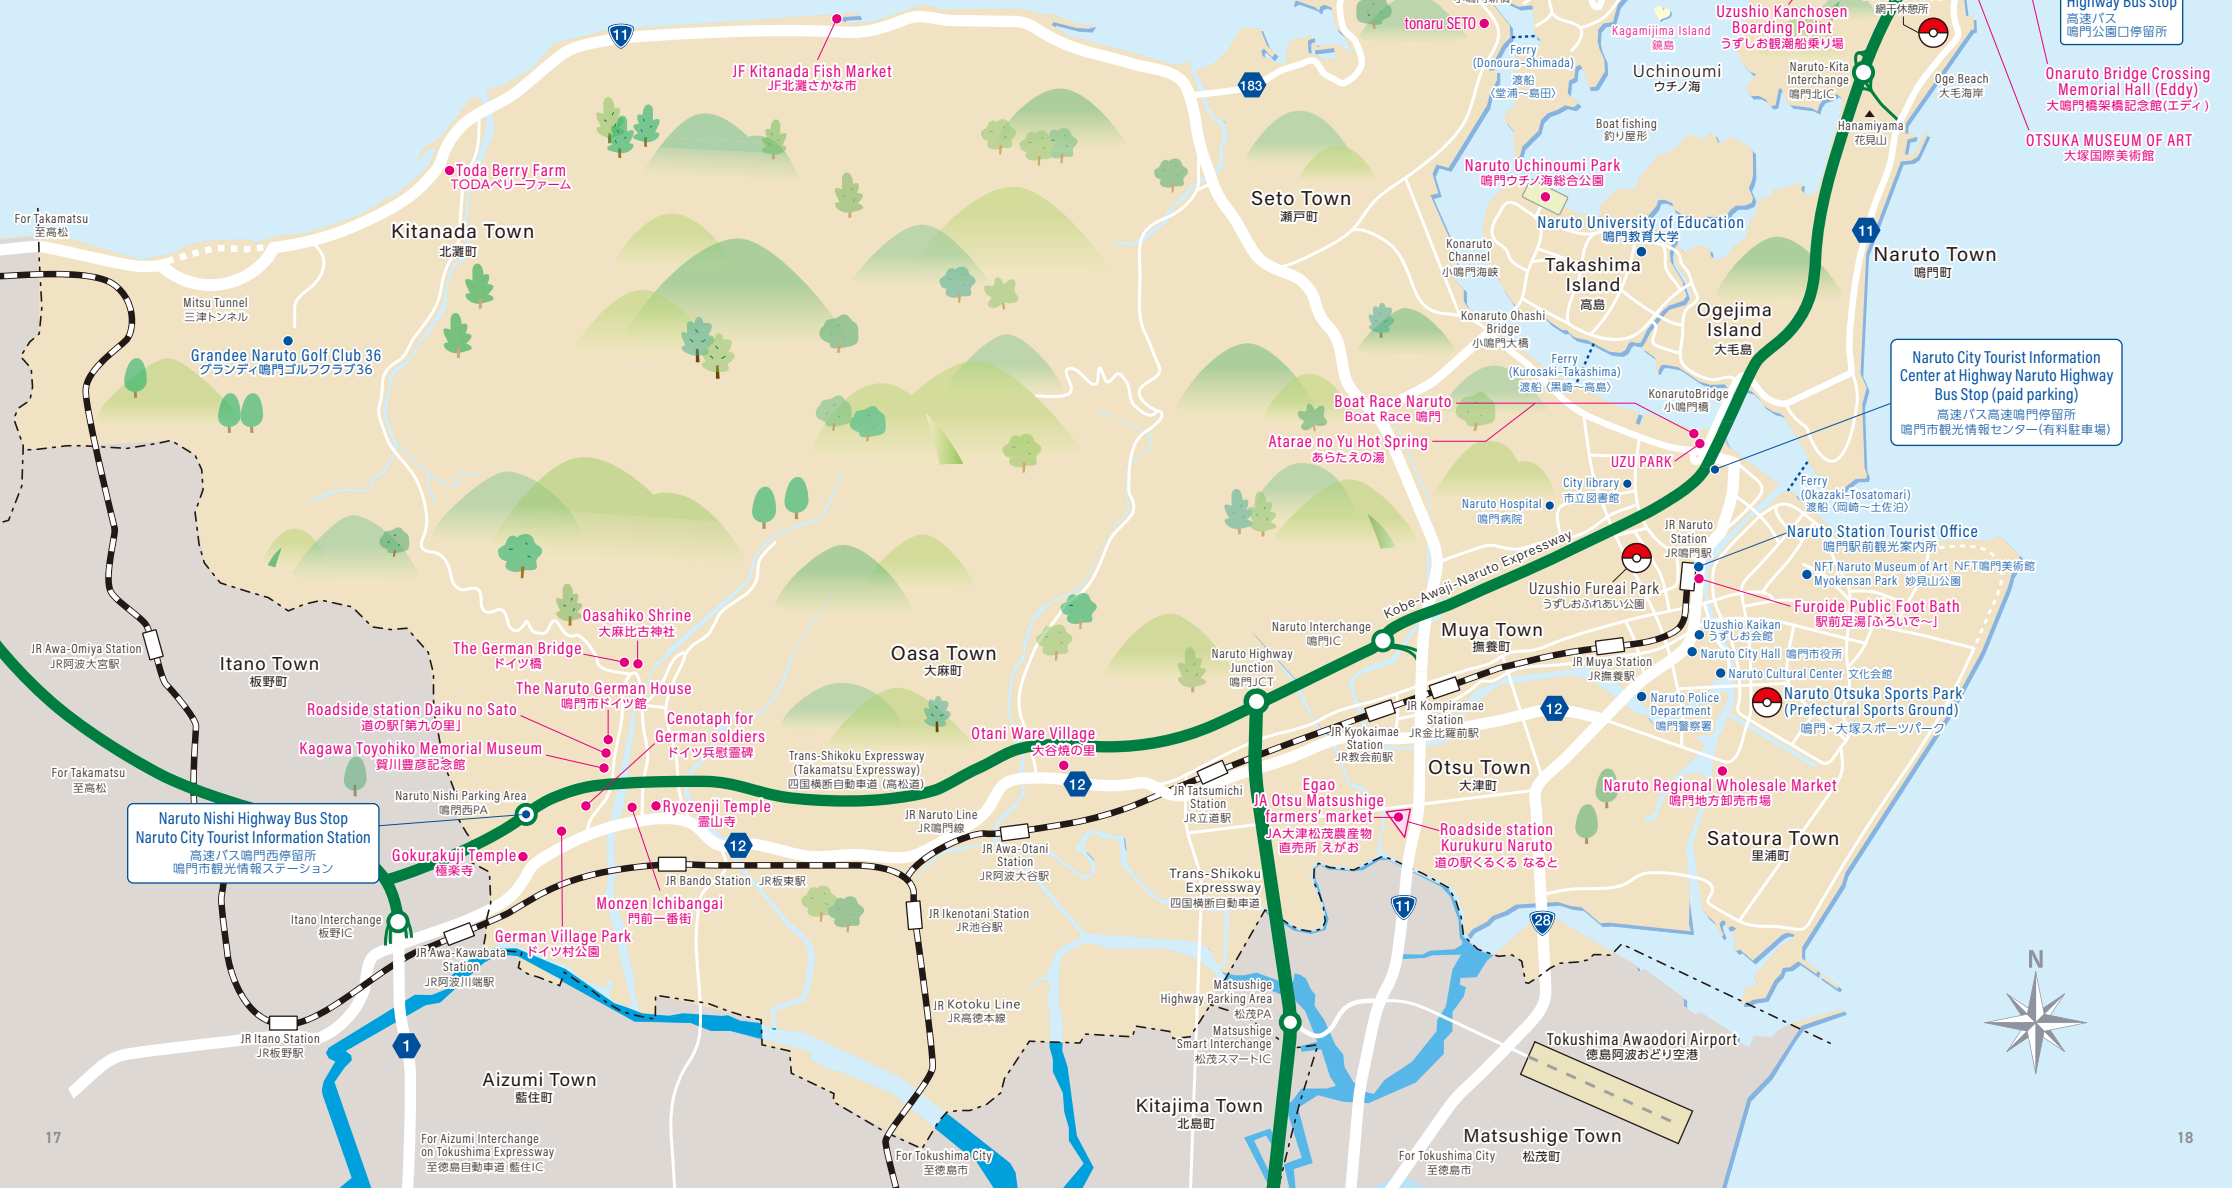 11
JF Kitanada Fish Market
JF北灘さかな市
183
tonaru SETO
Ferry
(Donoura-Shimada)
渡船
〈堂浦～島田〉
Kagamijima Island
鏡島
Uchinoumi
ウチノ海
Uzushio Kanchosen
Boarding Point
うずしお観潮船乗り場
網干休憩所
Highway Bus Stop
高速バス
鳴門公園口停留所
Naruto-Kita
Interchange
鳴門北IC
Oge Beach
大毛海岸
Onaruto Bridge Crossing
Memorial Hall (Eddy)
大鳴門橋架橋記念館(エディ)
Hanamiyama
花見山
OTSUKA MUSEUM OF ART
大塚国際美術館
Boat fishing
釣り屋形
Toda Berry Farm
TODAベリーファーム
Naruto Uchinoumi Park
鳴門ウチノ海総合公園
Seto Town
瀬戸町
For Takamatsu
至高松
Kitanada Town
北灘町
Naruto University of Education
鳴門教育大学
11
Naruto Town
鳴門町
Konaruto
Channel
小鳴門海峡
Takashima
Island
高島
Mitsu Tunnel
三津トンネル
Konaruto Ohashi
Bridge
小鳴門大橋
Ogejima
Island
大毛島
Grandee Naruto Golf Club 36
グランディ鳴門ゴルフクラブ36
Ferry
(Kurosaki-Takashima)
渡船〈黒崎～高島〉
Naruto City Tourist Information
Center at Highway Naruto Highway
Bus Stop (paid parking)
高速バス高速鳴門停留所
鳴門市観光情報センター(有料駐車場)
KonarutoBridge
小鳴門橋
Boat Race Naruto
Boat Race 鳴門
Atarae no Yu Hot Spring
あらたえの湯
UZU PARK
City library
市立図書館
Naruto Hospital
鳴門病院
Ferry
(Okazaki-Tosatomari)
渡船〈岡崎～土佐泊〉
JR Naruto
Station
JR鳴門駅
Naruto Station Tourist Office
鳴門駅前観光案内所
Kobe-Awaji-Naruto Expressway
NFT Naruto Museum of Art NFT鳴門美術館
Myokensan Park 妙見山公園
Uzushio Fureai Park
うずしおふれあい公園
Furoide Public Foot Bath
駅前足湯「ふろいで～」
Oasahiko Shrine
大麻比古神社
Naruto Interchange
鳴門IC
Muya Town
撫養町
Uzushio Kaikan
うずしお会館
JR Awa-Omiya Station
JR阿波大宮駅
The German Bridge
ドイツ橋
Oasa Town
大麻町
Naruto Highway
Junction
鳴門JCT
JR Muya Station
JR撫養駅
Naruto City Hall 鳴門市役所
Itano Town
板野町
Naruto Cultural Center 文化会館
The Naruto German House
鳴門市ドイツ館
Naruto Police
Department
鳴門警察署
Naruto Otsuka Sports Park
(Prefectural Sports Ground)
鳴門・大塚スポーツパーク
Roadside station Daiku no Sato
道の駅「第九の里」
Cenotaph for
German soldiers
ドイツ兵慰霊碑
JR Kompiramae
Station
JR金比羅前駅
12
Otani Ware Village
大谷焼の里
JR Kyokaimae
Station
JR教会前駅
Kagawa Toyohiko Memorial Museum
賀川豊彦記念館
Trans-Shikoku Expressway
(Takamatsu Expressway)
四国横断自動車道 (高松道)
12
For Takamatsu
至高松
Otsu Town
大津町
Naruto Regional Wholesale Market
鳴門地方卸売市場
Naruto Nishi Parking Area
鳴門西PA
Ryozenji Temple
霊山寺
JR Naruto Line
JR鳴門線
JR Tatsumichi
Station
JR立道駅
Egao
JA Otsu Matsushige
farmers' market
JA大津松茂農産物
直売所 えがお
Naruto Nishi Highway Bus Stop
Naruto City Tourist Information Station
高速バス鳴門西停留所
鳴門市観光情報ステーション
Roadside station
Kurukuru Naruto
道の駅くるくる なると
Satoura Town
里浦町
12
Gokurakuji Temple
極楽寺
JR Awa-Otani
Station
JR阿波大谷駅
JR Bando Station JR板東駅
Trans-Shikoku
Expressway
四国横断自動車道
Monzen Ichibangai
門前一番街
Itano Interchange
板野IC
JR Ikenotani Station
JR池谷駅
11
28
German Village Park
ドイツ村公園
JR Awa-Kawabata
Station
JR阿波川端駅
N
Matsushige
Highway Parking Area
松茂PA
JR Kotoku Line
JR高徳本線
Matsushige
Smart Interchange
松茂スマートIC
JR Itano Station
JR板野駅
1
Tokushima Awaodori Airport
徳島阿波おどり空港
Aizumi Town
藍住町
Kitajima Town
北島町
Matsushige Town
松茂町
For Aizumi Interchange
on Tokushima Expressway
至徳島自動車道 藍住IC
For Tokushima City
至徳島市
For Tokushima City
至徳島市
17
18